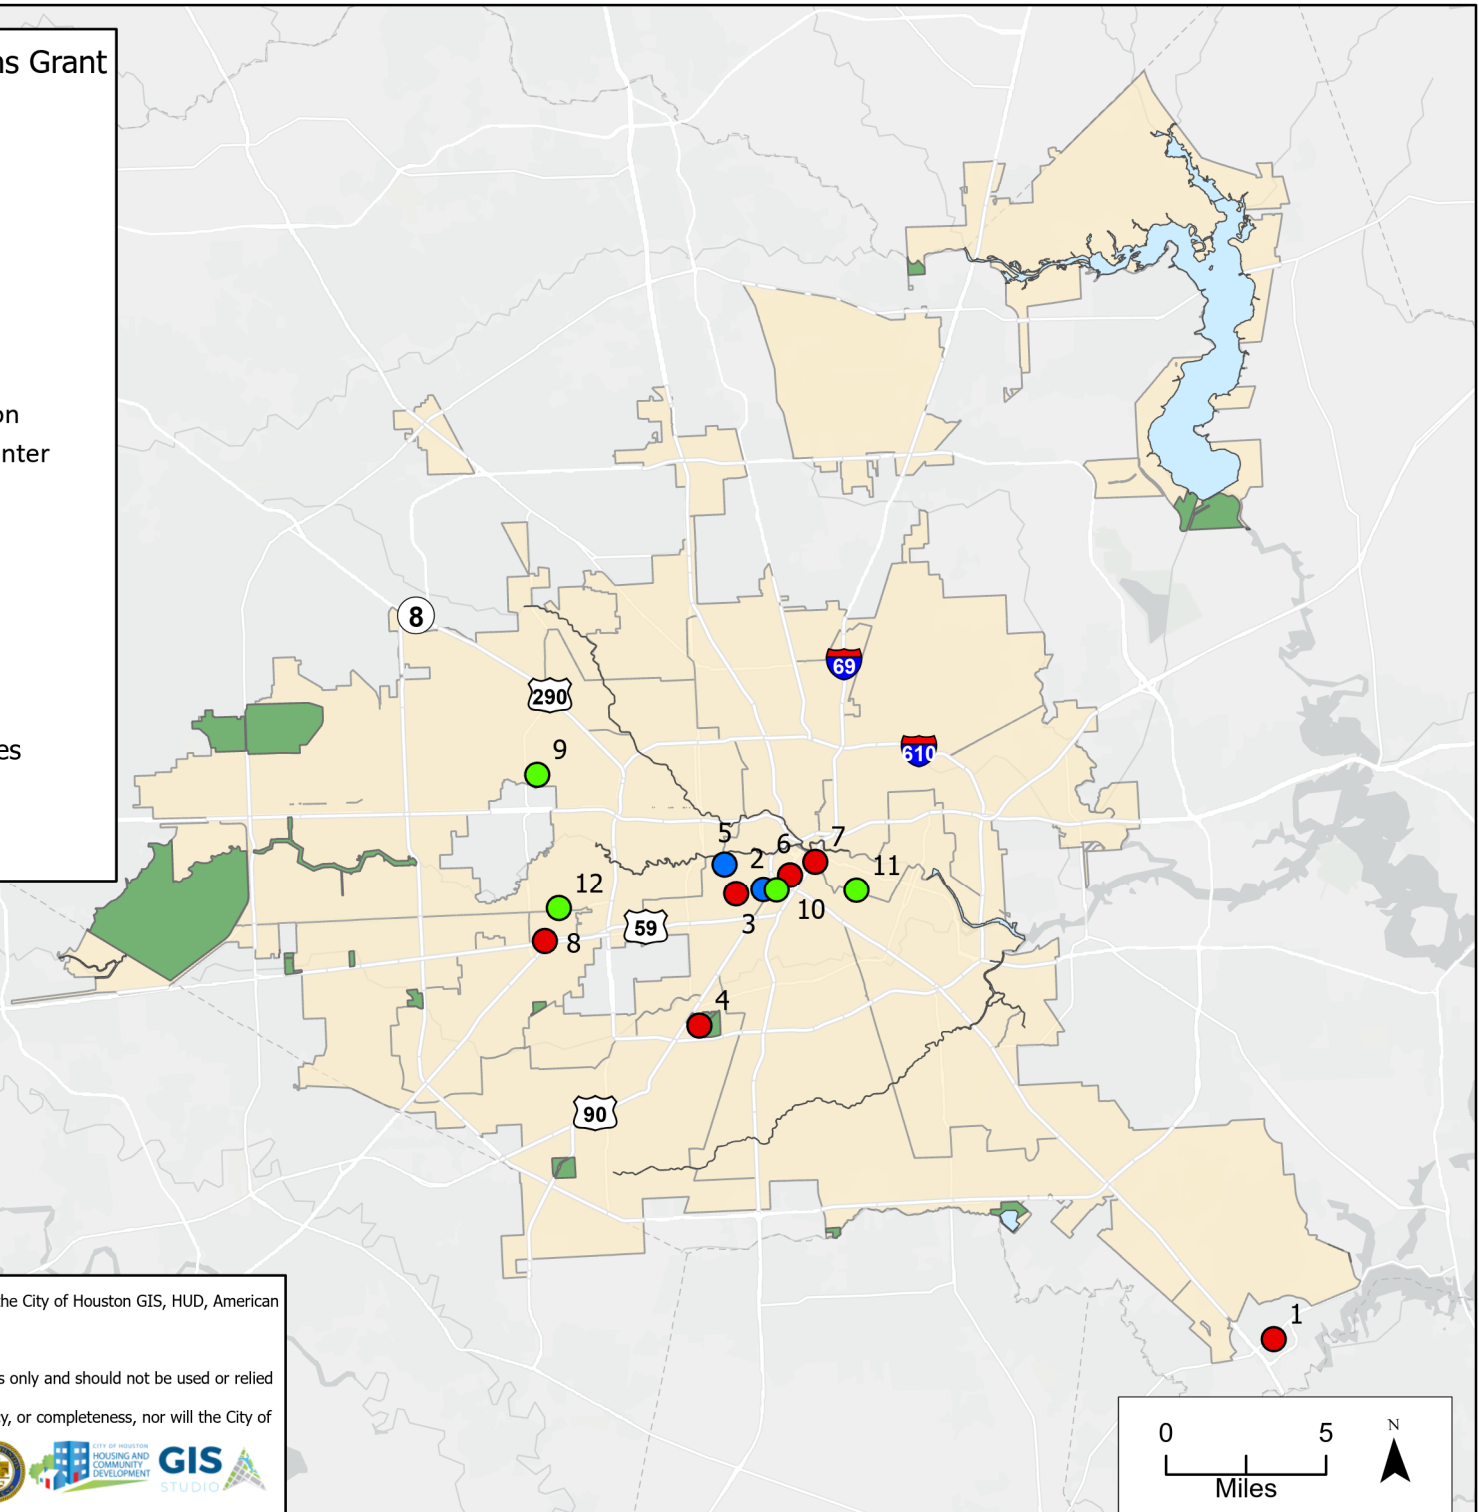 ns Grant
on
nter
es
8
69
290
610
9
5
6
7
2
11
12
3
10
59
8
4
90
1
the City of Houston GIS, HUD, American
s only and should not be used or relied
y, or completeness, nor will the City of
CITY OF HOUSTON
HOUSING AND
COMMUNITY
DEVELOPMENT
GIS
STUDIO
0 5
Miles
N